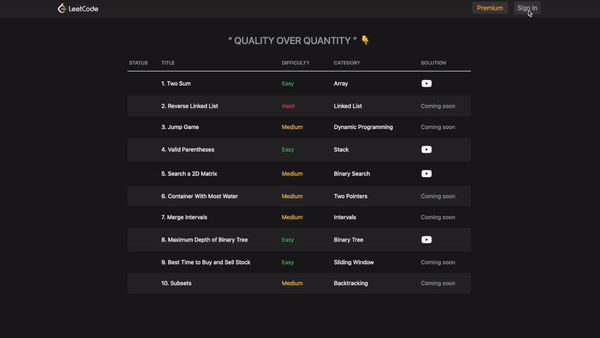 LeetCode Premium Sign In
“ QUALITY OVER QUANTITY ” 👇
STATUS TITLE DIFFICULTY CATEGORY SOLUTION
1. Two Sum Easy Array
2. Reverse Linked List Hard Linked List Coming soon
3. Jump Game Medium Dynamic Programming Coming soon
4. Valid Parentheses Easy Stack
5. Search a 2D Matrix Medium Binary Search
6. Container With Most Water Medium Two Pointers Coming soon
7. Merge Intervals Medium Intervals Coming soon
8. Maximum Depth of Binary Tree Easy Binary Tree
9. Best Time to Buy and Sell Stock Easy Sliding Window Coming soon
10. Subsets Medium Backtracking Coming soon